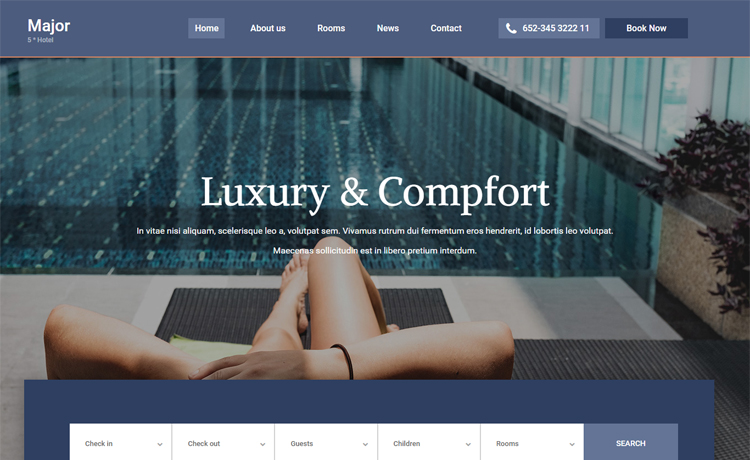 Major
5 * Hotel
Home
About us
Rooms
News
Contact
652-345 3222 11
Book Now
Luxury & Compfort
In vitae nisi aliquam, scelerisque leo a, volutpat sem. Vivamus rutrum dui fermentum eros hendrerit, id lobortis leo volutpat.
Maecenas sollicitudin est in libero pretium interdum.
Check in
Check out
Guests
Children
Rooms
SEARCH